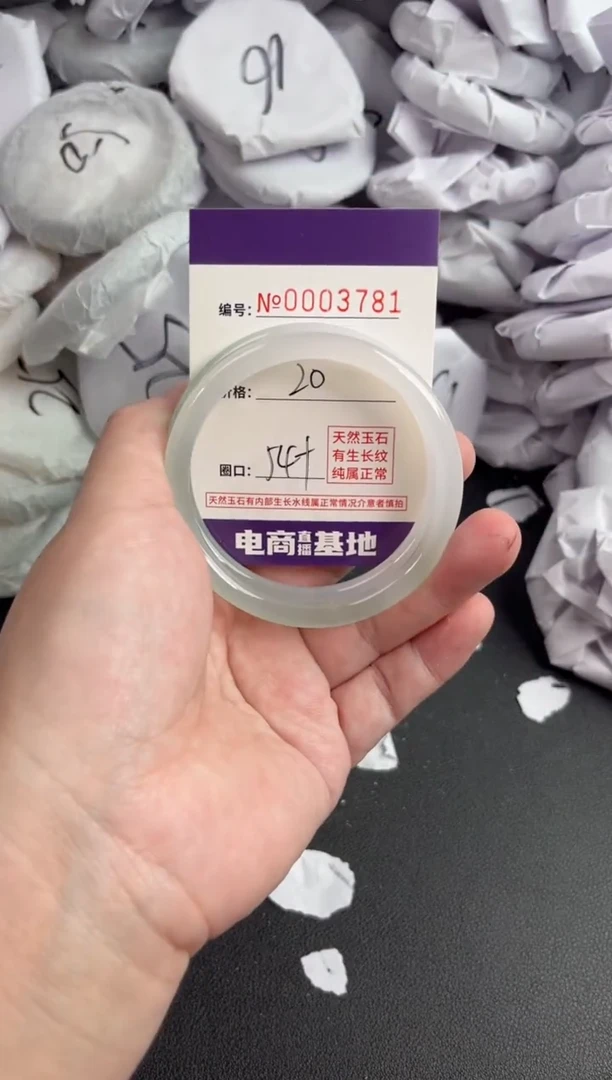 编号: №0003781
价格: 20
圈口: 54+
天然玉石
有生长纹
纯属正常
天然玉石有内部生长水线属正常情况介意者慎拍
电商直播基地